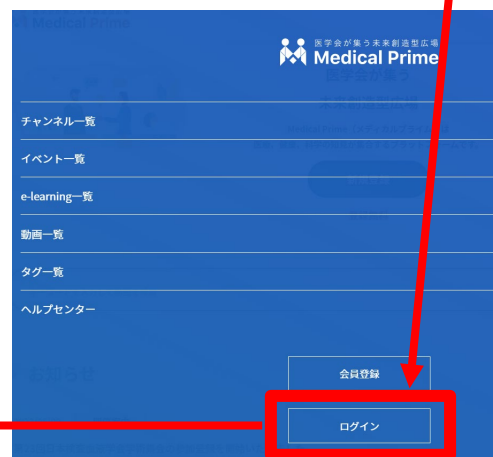 医学会が集う未来創造型広場
Medical Prime
チャンネル一覧
イベント一覧
e-learning一覧
動画一覧
タグ一覧
ヘルプセンター
会員登録
ログイン